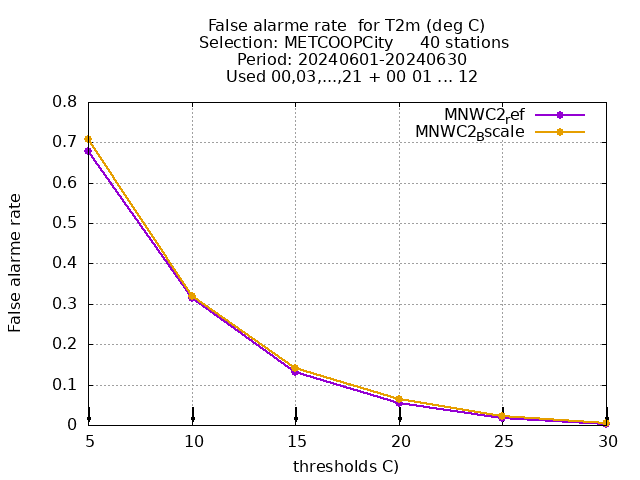 False alarme rate  for T2m (deg C)
Selection: METCOOPCity     40 stations
Period: 20240601-20240630
Used 00,03,...,21 + 00 01 ... 12
MNWC2ref
MNWC2Bscale
False alarme rate
0.8
0.7
0.6
0.5
0.4
0.3
0.2
0.1
0
5 10 15 20 25 30
thresholds C)